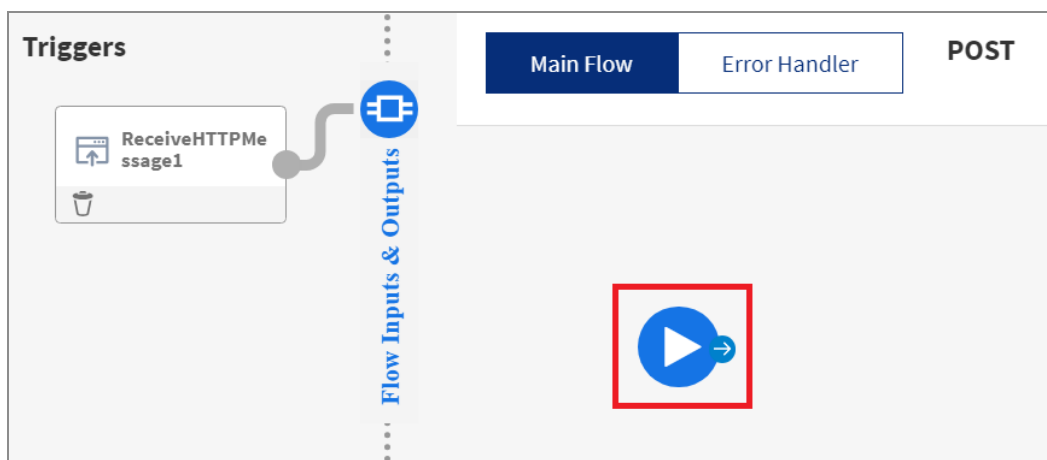 Triggers
ReceiveHTTPMe
ssage1
Flow Inputs & Outputs
Main Flow
Error Handler
POST